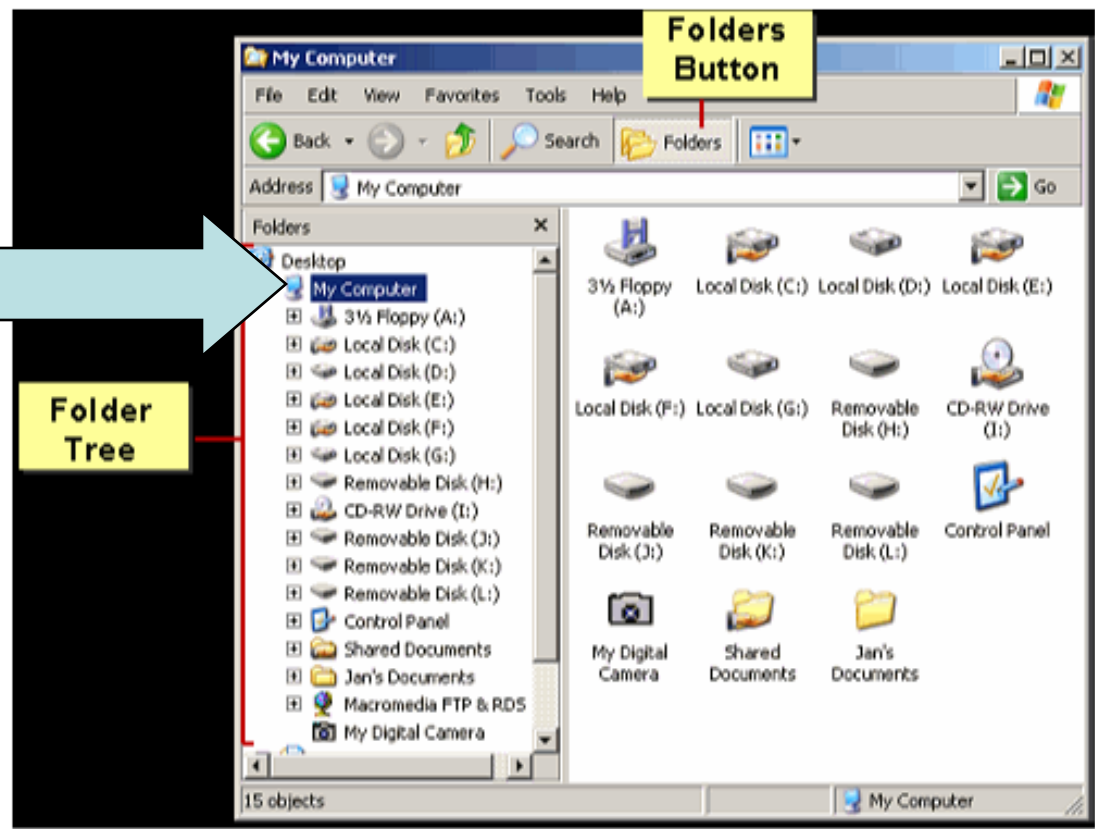 Folders
Button
My Computer
File Edit View Favorites Tools Help
Back Search Folders
Address My Computer Go
Folders
Desktop
My Computer
3½ Floppy (A:)
Local Disk (C:)
Local Disk (D:)
Local Disk (E:)
Local Disk (F:)
Local Disk (G:)
Removable Disk (H:)
CD-RW Drive (I:)
Removable Disk (J:)
Removable Disk (K:)
Removable Disk (L:)
Control Panel
Shared Documents
Jan's Documents
Macromedia FTP & RDS
My Digital Camera
Folder
Tree
3½ Floppy
(A:)
Local Disk (C:)
Local Disk (D:)
Local Disk (E:)
Local Disk (F:)
Local Disk (G:)
Removable
Disk (H:)
CD-RW Drive
(I:)
Removable
Disk (J:)
Removable
Disk (K:)
Removable
Disk (L:)
Control Panel
My Digital
Camera
Shared
Documents
Jan's
Documents
15 objects My Computer